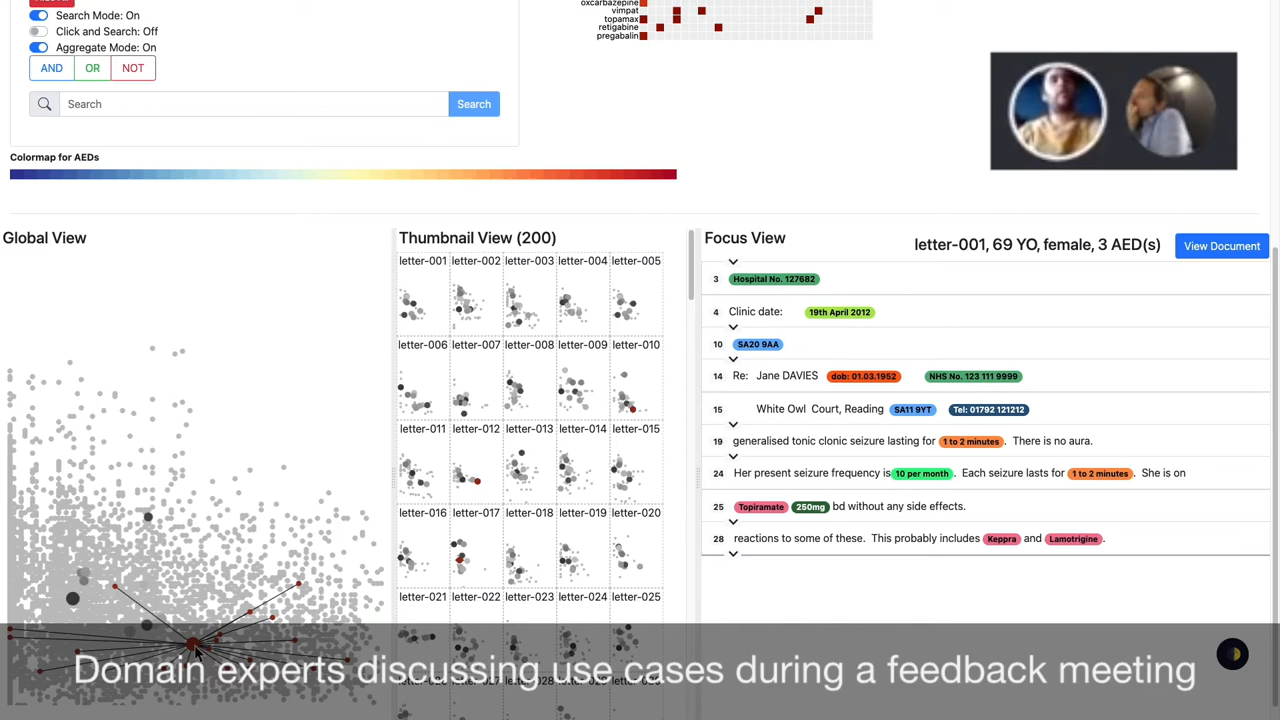 oxcarbazepine
Search Mode: On
vimpat
Click and Search: Off
topamax
retigabine
Aggregate Mode: On
pregabalin
AND OR NOT
Search Search
Colormap for AEDs
Global View
Thumbnail View (200)
Focus View
letter-001, 69 YO, female, 3 AED(s) View Document
letter-001 letter-002 letter-003 letter-004 letter-005
letter-006 letter-007 letter-008 letter-009 letter-010
letter-011 letter-012 letter-013 letter-014 letter-015
letter-016 letter-017 letter-018 letter-019 letter-020
letter-021 letter-022 letter-023 letter-024 letter-025
3 Hospital No. 127682
4 Clinic date: 19th April 2012
10 SA20 9AA
14 Re: Jane DAVIES dob: 01.03.1952 NHS No. 123 111 9999
15 White Owl Court, Reading SA11 9YT Tel: 01792 121212
19 generalised tonic clonic seizure lasting for 1 to 2 minutes. There is no aura.
24 Her present seizure frequency is 10 per month. Each seizure lasts for 1 to 2 minutes. She is on
25 Topiramate 250mg bd without any side effects.
28 reactions to some of these. This probably includes Keppra and Lamotrigine.
Domain experts discussing use cases during a feedback meeting